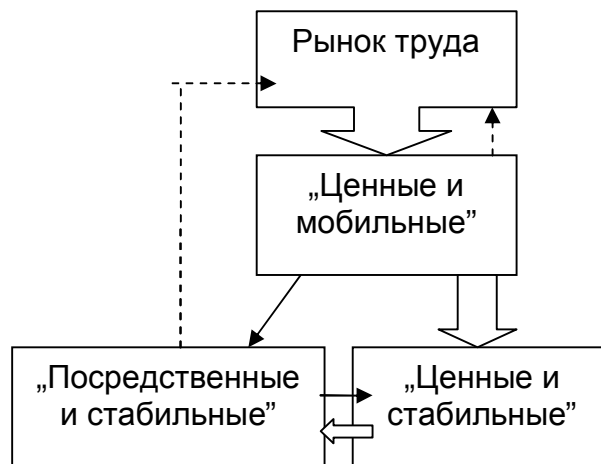 Рынок труда
„Ценные и
мобильные”
„Посредственные
и стабильные”
„Ценные и
стабильные”